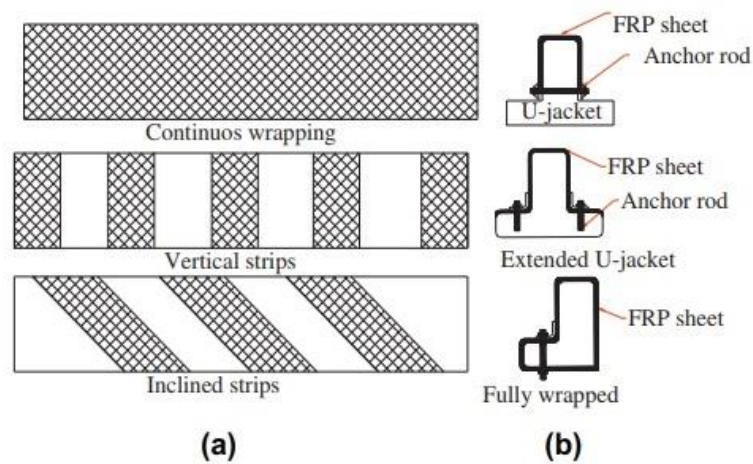 Continuos wrapping
Vertical strips
Inclined strips
(a)
FRP sheet
Anchor rod
U-jacket
FRP sheet
Anchor rod
Extended U-jacket
FRP sheet
Fully wrapped
(b)